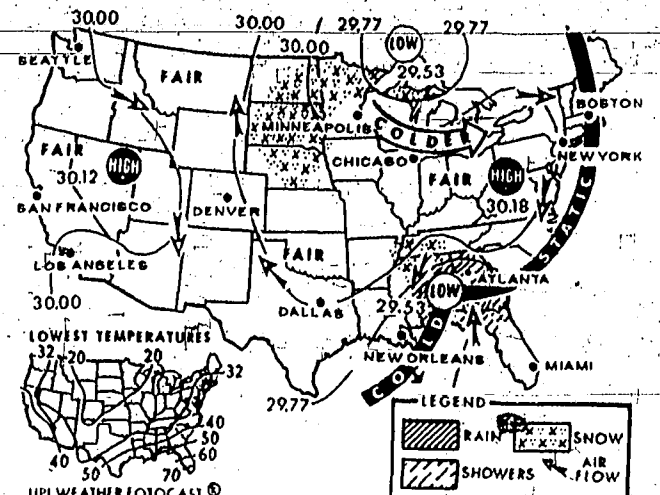 30.00
30.00
29.77
29.77
SEATTLE
30.00
LOW
29.53
FAIR
BOSTON
MINNEAPOLIS
COLDER
NEW YORK
FAIR
HIGH
CHICAGO
FAIR
HIGH
30.12
30.18
SAN FRANCISCO
DENVER
STATIC
LOS ANGELES
FAIR
ATLANTA
30.00
DALLAS
29.53
LOW
COLD
NEW ORLEANS
MIAMI
29.77
LOWEST TEMPERATURES
32
20
20
32
40
50
60
40
50
70
UPI WEATHER FOTOCAST ®
LEGEND
RAIN
SNOW
SHOWERS
AIR FLOW